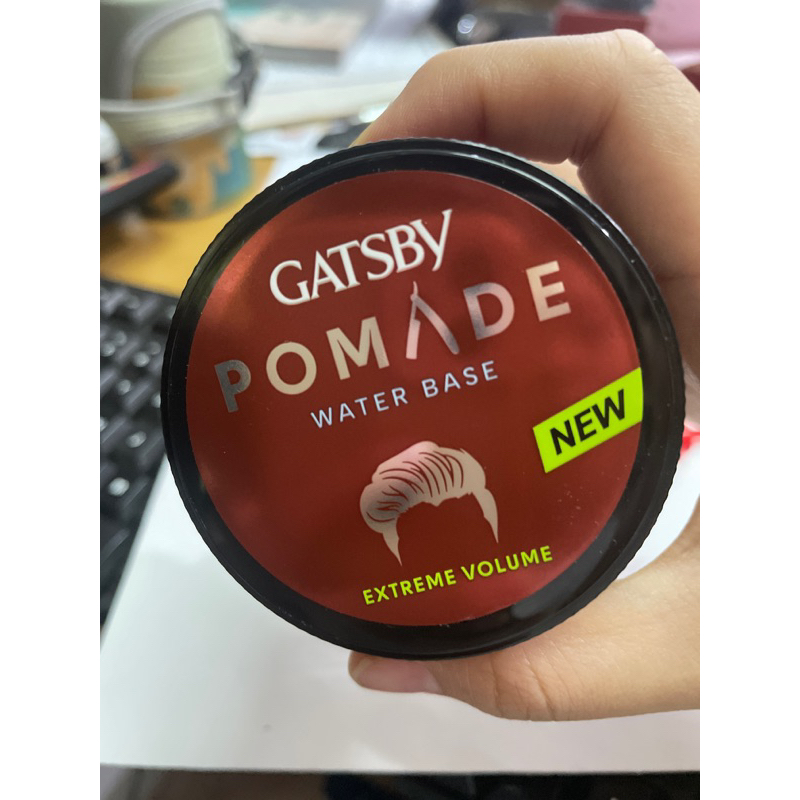 GATSBY
POMADE
WATER BASE
NEW
EXTREME VOLUME